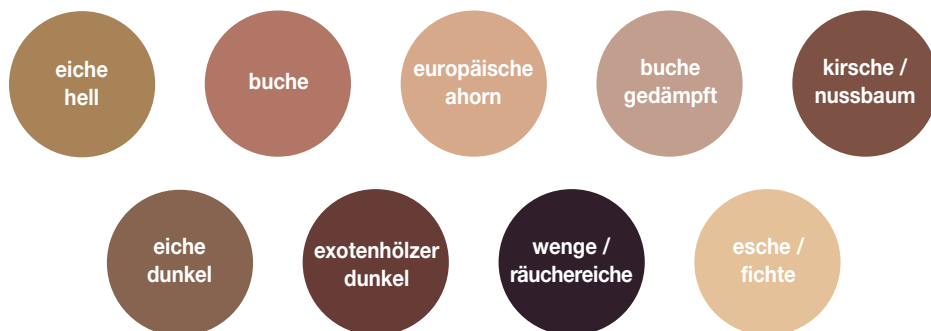 eiche
hell
buche
europäische
ahorn
buche
gedämpft
kirsche /
nussbaum
eiche
dunkel
exotenhölzer
dunkel
wenge /
räuchereiche
esche /
fichte